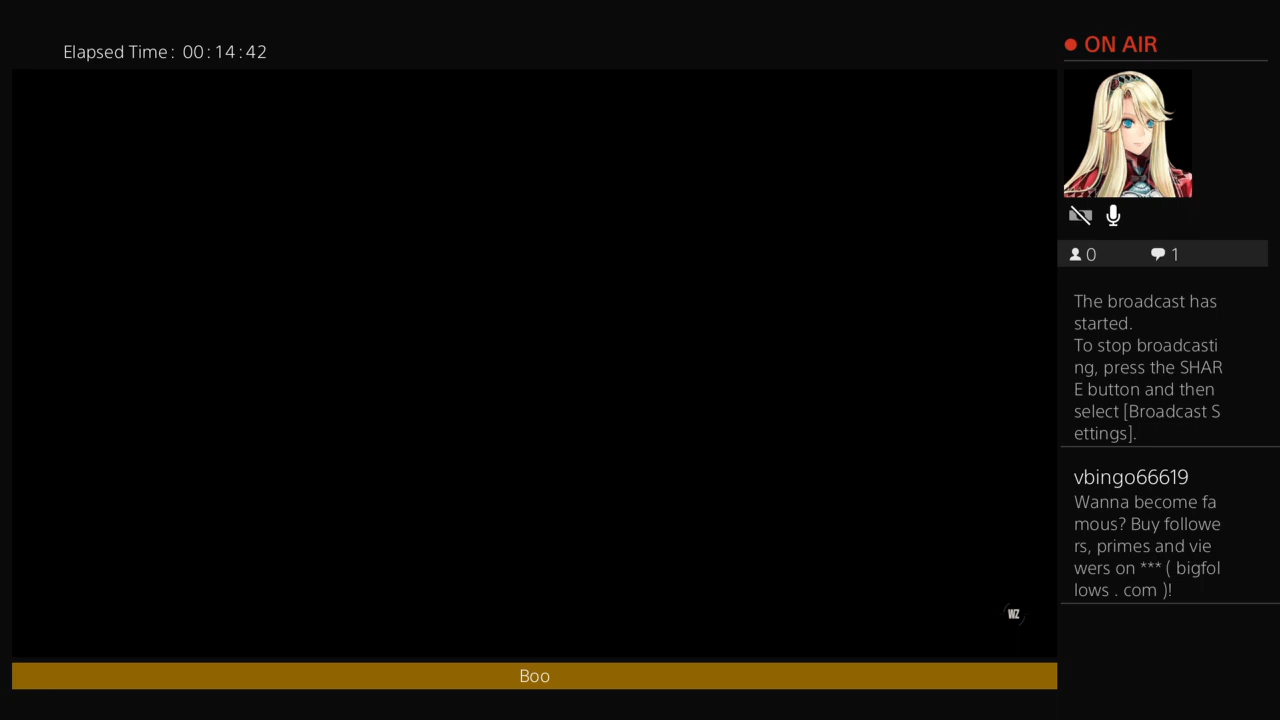 Elapsed Time: 00:14:42
ON AIR
0 1
The broadcast has
started.
To stop broadcasti
ng, press the SHAR
E button and then
select [Broadcast S
ettings].
vbingo66619
Wanna become fa
mous? Buy followe
rs, primes and vie
wers on *** ( bigfol
lows . com )!
WZ
Boo